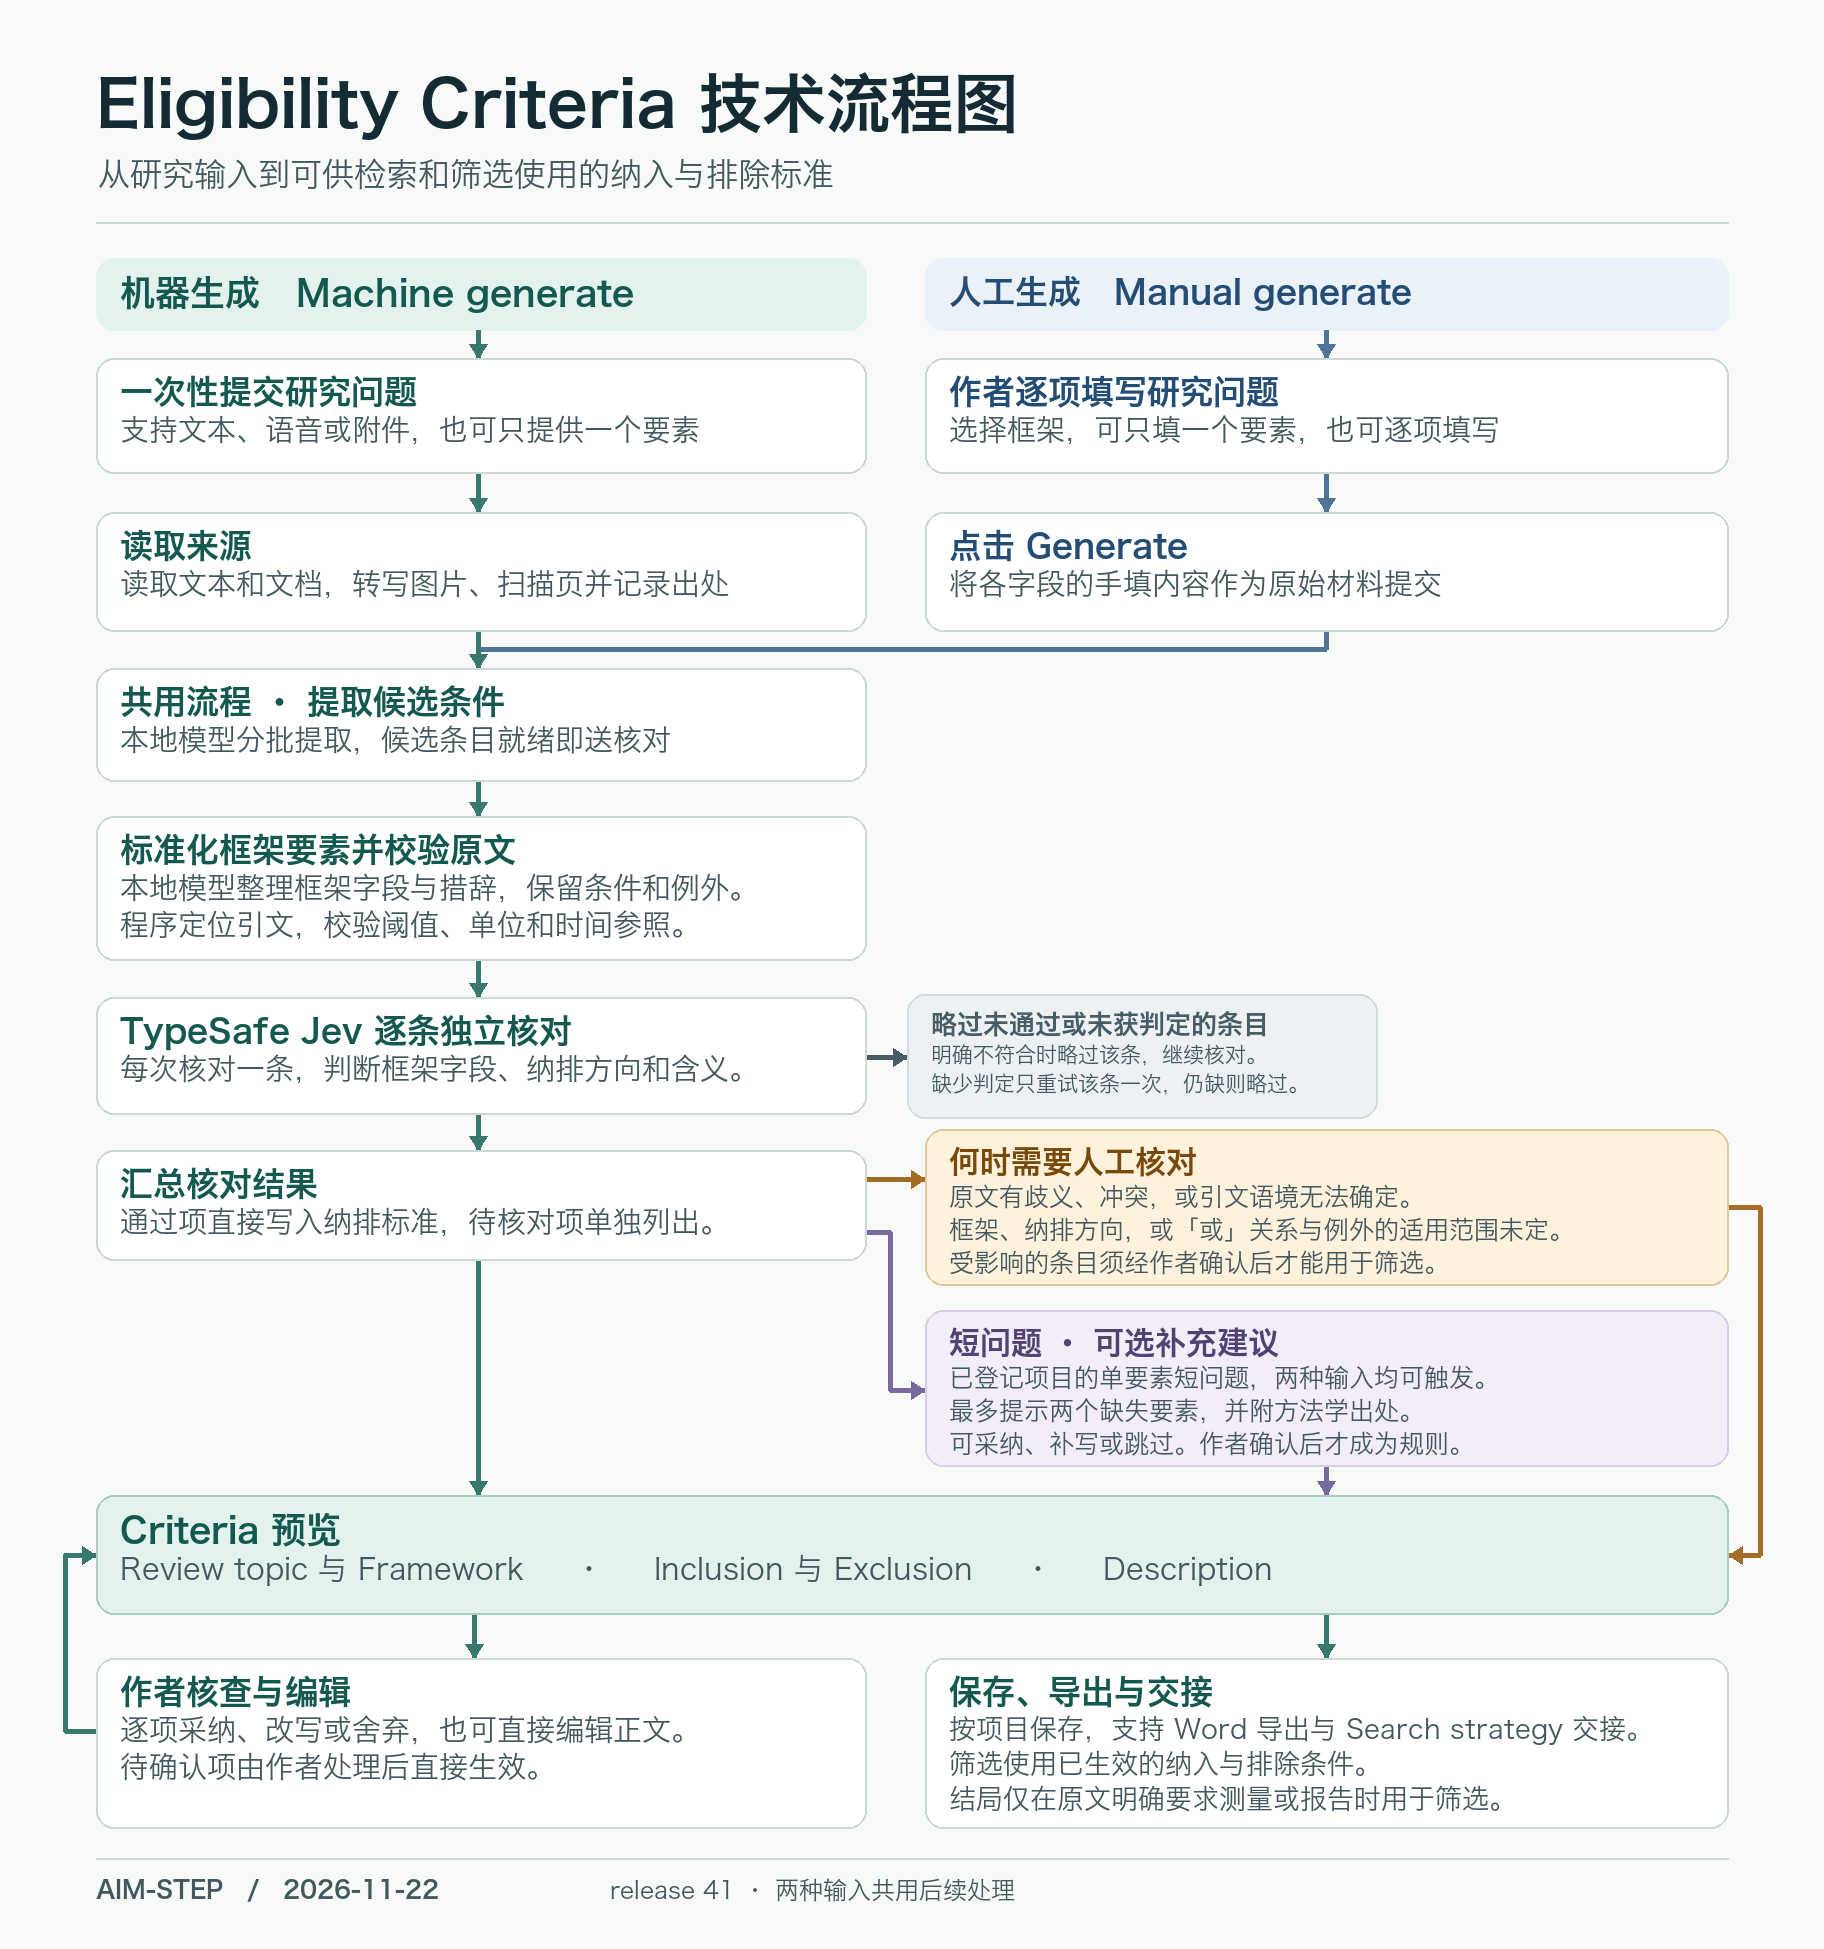 Eligibility Criteria 技术流程图
从研究输入到可供检索和筛选使用的纳入与排除标准
机器生成 Machine generate
人工生成 Manual generate
一次性提交研究问题
支持文本、语音或附件，也可只提供一个要素
作者逐项填写研究问题
选择框架，可只填一个要素，也可逐项填写
读取来源
读取文本和文档，转写图片、扫描页并记录出处
点击 Generate
将各字段的手填内容作为原始材料提交
共用流程 · 提取候选条件
本地模型分批提取，候选条目就绪即送核对
标准化框架要素并校验原文
本地模型整理框架字段与措辞，保留条件和例外。
程序定位引文，校验阈值、单位和时间参照。
TypeSafe Jev 逐条独立核对
每次核对一条，判断框架字段、纳排方向和含义。
略过未通过或未获判定的条目
明确不符合时略过该条，继续核对。
缺少判定只重试该条一次，仍缺则略过。
汇总核对结果
通过项直接写入纳排标准，待核对项单独列出。
何时需要人工核对
原文有歧义、冲突，或引文语境无法确定。
框架、纳排方向，或「或」关系与例外的适用范围未定。
受影响的条目须经作者确认后才能用于筛选。
短问题 · 可选补充建议
已登记项目的单要素短问题，两种输入均可触发。
最多提示两个缺失要素，并附方法学出处。
可采纳、补写或跳过。作者确认后才成为规则。
Criteria 预览
Review topic 与 Framework · Inclusion 与 Exclusion · Description
作者核查与编辑
逐项采纳、改写或舍弃，也可直接编辑正文。
待确认项由作者处理后直接生效。
保存、导出与交接
按项目保存，支持 Word 导出与 Search strategy 交接。
筛选使用已生效的纳入与排除条件。
结局仅在原文明确要求测量或报告时用于筛选。
AIM-STEP / 2026-11-22
release 41 · 两种输入共用后续处理